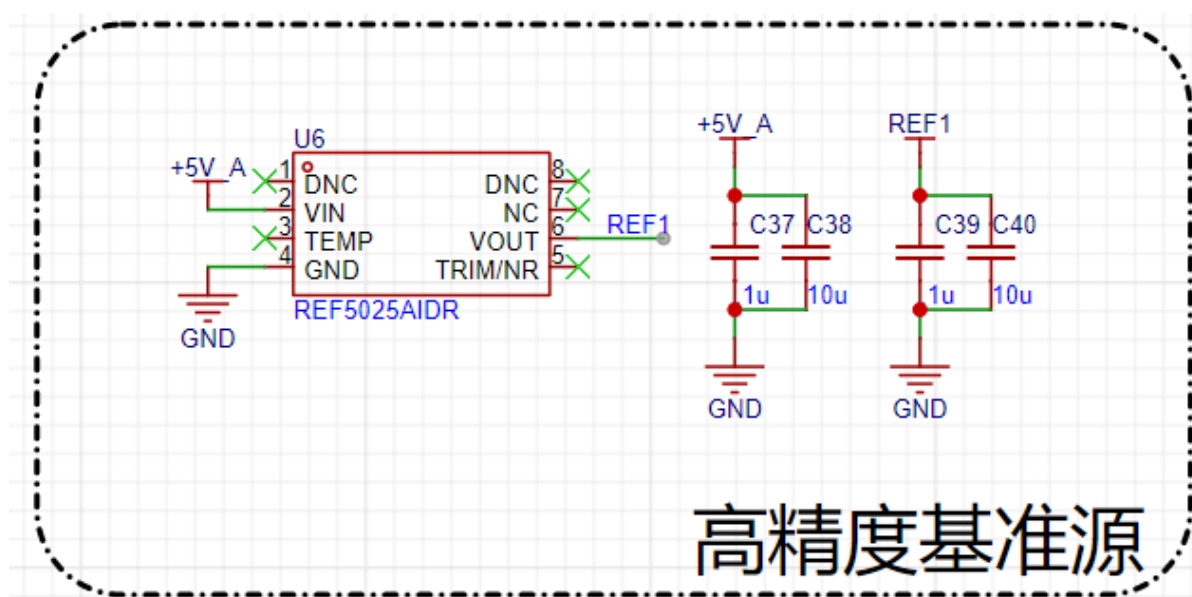 U6
+5V_A
1
DNC
DNC
8
2
VIN
NC
7
3
TEMP
VOUT
6
REF1
4
GND
TRIM/NR
5
REF5025AIDR
GND
+5V_A
REF1
C37
C38
C39
C40
1u
10u
1u
10u
GND
GND
高精度基准源